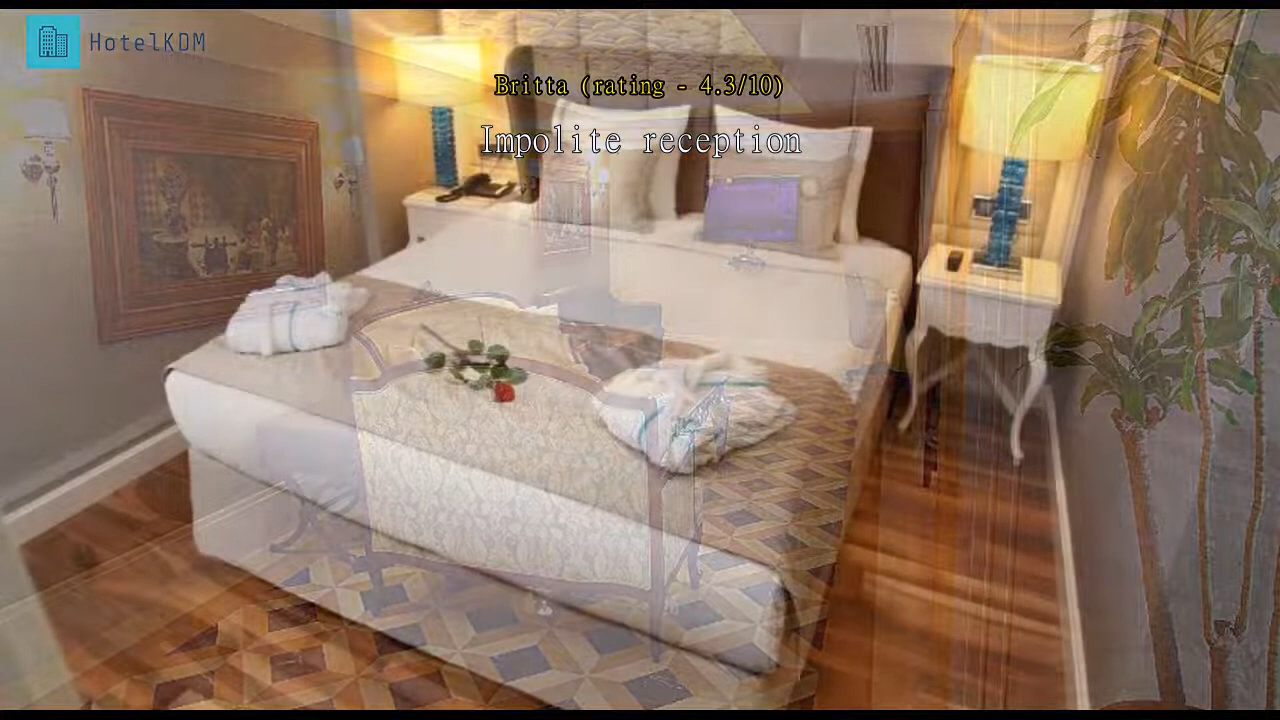 HotelKDM
Britta (rating - 4.3/10)
Impolite reception